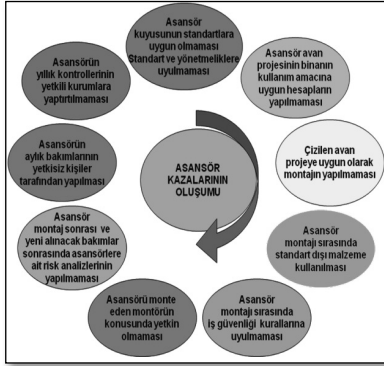 Asansör
kuyusunun standartlara
uygun olmaması
Standart ve yönetmeliklere
uyulmaması
Asansör avan
projesinin binanın
kullanım amacına
uygun hesapların
yapılmaması
Çizilen avan
projeye uygun olarak
montajın yapılmaması
Asansör
montajı sırasında
standart dışı malzeme
kullanılması
Asansör
montajı sırasında
iş güvenliği kurallarına
uyulmaması
Asansörü monte
eden montörün
konusunda yetkin
olmaması
Asansör
montaj sonrası ve
yeni alınacak bakımlar
sonrasında asansörlere
ait risk analizlerinin
yapılmaması
Asansörün
aylık bakımlarının
yetkisiz kişiler
tarafından yapılması
Asansörün
yıllık kontrollerinin
yetkili kurumlara
yaptırtılmaması
ASANSÖR
KAZALARININ
OLUŞUMU